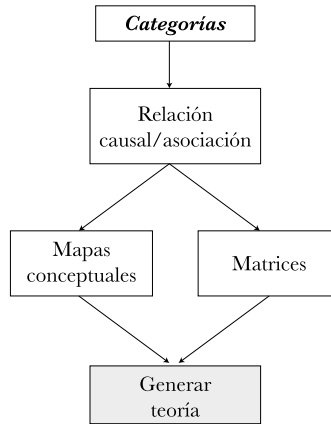 Categorías
Relación
causal/asociación
Mapas
conceptuales
Matrices
Generar
teoría